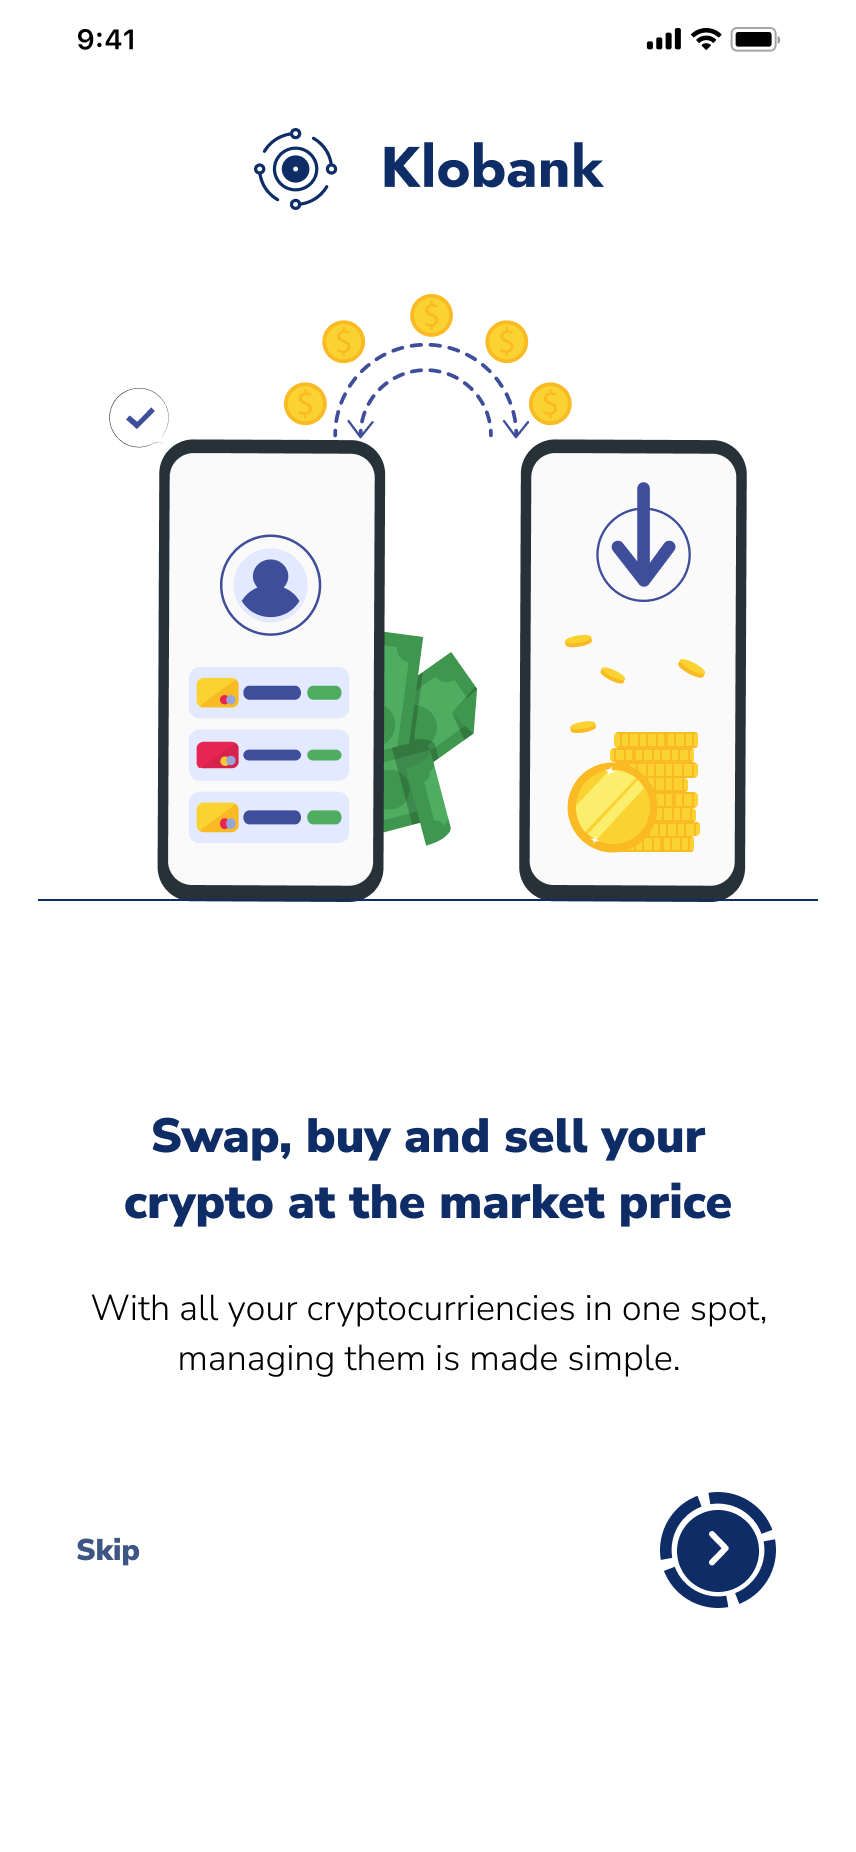 9:41
Klobank
$ $ $ $ $
Swap, buy and sell your
crypto at the market price
With all your cryptocurriencies in one spot,
managing them is made simple.
Skip